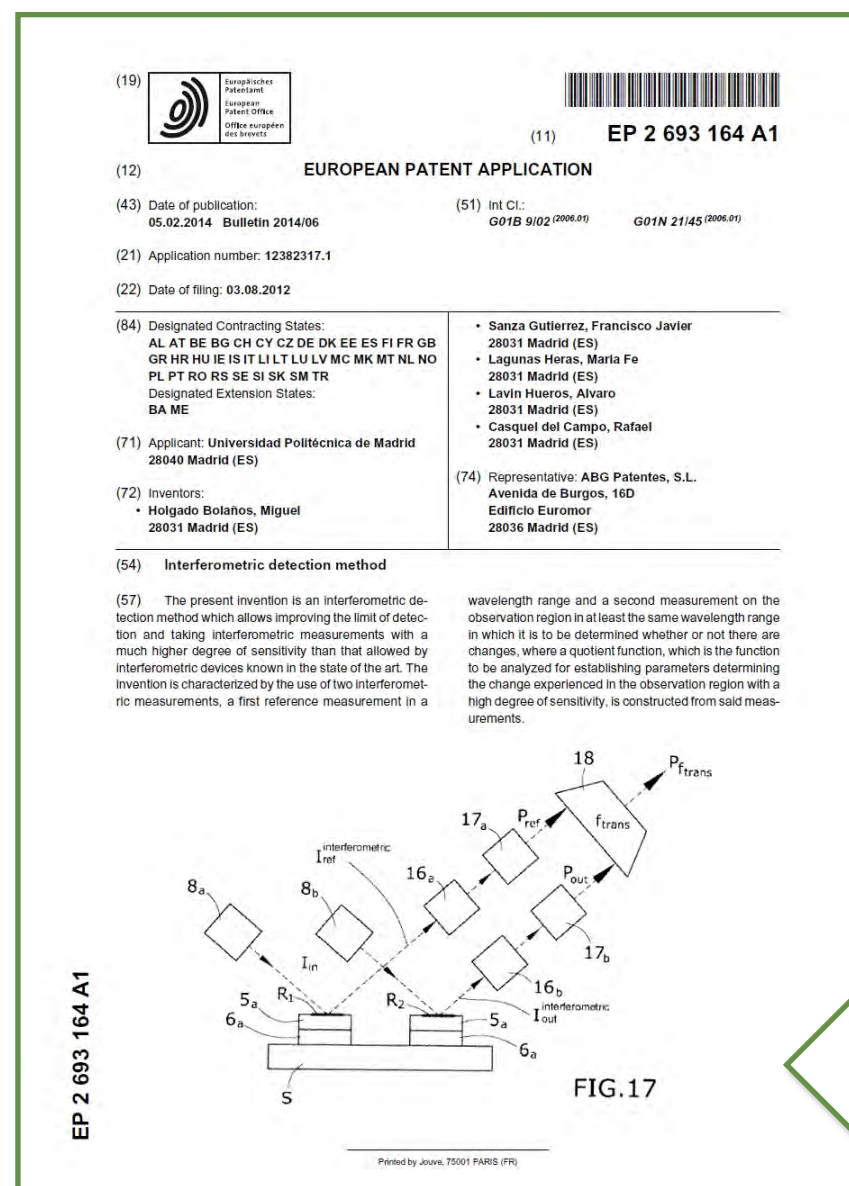 (19)
Europäisches
Patentamt
European
Patent Office
Office européen
des brevets
(11) EP 2 693 164 A1
(12) EUROPEAN PATENT APPLICATION
(43) Date of publication:
05.02.2014 Bulletin 2014/06
(21) Application number: 12382317.1
(22) Date of filing: 03.08.2012
(51) Int Cl.:
G01B 9/02 (2006.01) G01N 21/45 (2006.01)
(84) Designated Contracting States:
AL AT BE BG CH CY CZ DE DK EE ES FI FR GB
GR HR HU IE IS IT LI LT LU LV MC MK MT NL NO
PL PT RO RS SE SI SK SM TR
Designated Extension States:
BA ME
(71) Applicant: Universidad Politécnica de Madrid
28040 Madrid (ES)
(72) Inventors:
• Holgado Bolaños, Miguel
28031 Madrid (ES)
• Sanza Gutierrez, Francisco Javier
28031 Madrid (ES)
• Lagunas Heras, Maria Fe
28031 Madrid (ES)
• Lavin Hueros, Alvaro
28031 Madrid (ES)
• Casquel del Campo, Rafael
28031 Madrid (ES)
(74) Representative: ABG Patentes, S.L.
Avenida de Burgos, 16D
Edificio Euromor
28036 Madrid (ES)
(54) Interferometric detection method
(57) The present invention is an interferometric de-
tection method which allows improving the limit of detec-
tion and taking interferometric measurements with a
much higher degree of sensitivity than that allowed by
interferometric devices known in the state of the art. The
invention is characterized by the use of two interferomet-
ric measurements, a first reference measurement in a
wavelength range and a second measurement on the
observation region in at least the same wavelength range
in which it is to be determined whether or not there are
changes, where a quotient function, which is the function
to be analyzed for establishing parameters determining
the change experienced in the observation region with a
high degree of sensitivity, is constructed from said meas-
urements.
18
Pftrans
ftrans
Pref
17a
Iref interferometric
16a
8a
8b
Pout
17b
Iin
16b
R1
R2
Iout interferometric
5a
5a
6a
6a
S
FIG.17
EP 2 693 164 A1
Printed by Jouve, 75001 PARIS (FR)